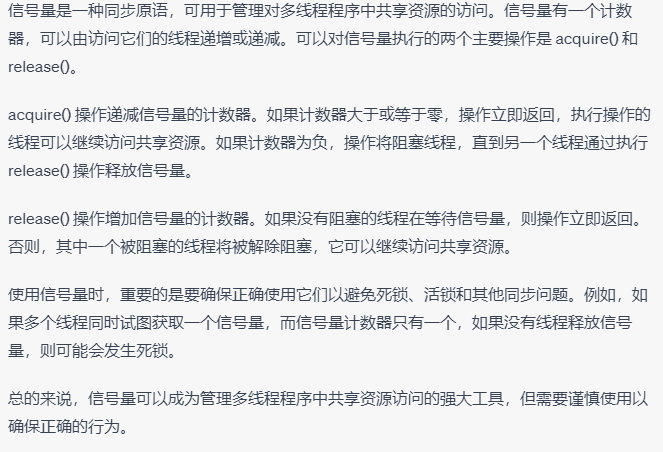 信号量是一种同步原语，可用于管理对多线程程序中共享资源的访问。信号量有一个计数
器，可以由访问它们的线程递增或递减。可以对信号量执行的两个主要操作是 acquire() 和
release()。
acquire() 操作递减信号量的计数器。如果计数器大于或等于零，操作立即返回，执行操作的
线程可以继续访问共享资源。如果计数器为负，操作将阻塞线程，直到另一个线程通过执行
release() 操作释放信号量。
release() 操作增加信号量的计数器。如果没有阻塞的线程在等待信号量，则操作立即返回。
否则，其中一个被阻塞的线程将被解除阻塞，它可以继续访问共享资源。
使用信号量时，重要的是要确保正确使用它们以避免死锁、活锁和其他同步问题。例如，如
果多个线程同时试图获取一个信号量，而信号量计数器只有一个，如果没有线程释放信号
量，则可能会发生死锁。
总的来说，信号量可以成为管理多线程程序中共享资源访问的强大工具，但需要谨慎使用以
确保正确的行为。